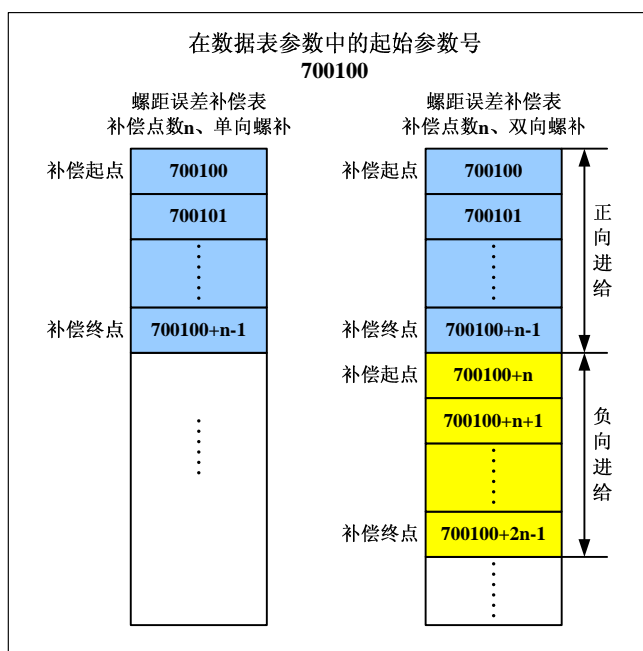 在数据表参数中的起始参数号
700100
螺距误差补偿表
补偿点数n、单向螺补
补偿起点
700100
700101
补偿终点
700100+n-1
螺距误差补偿表
补偿点数n、双向螺补
补偿起点
700100
700101
补偿终点
700100+n-1
正向进给
补偿起点
700100+n
700100+n+1
补偿终点
700100+2n-1
负向进给